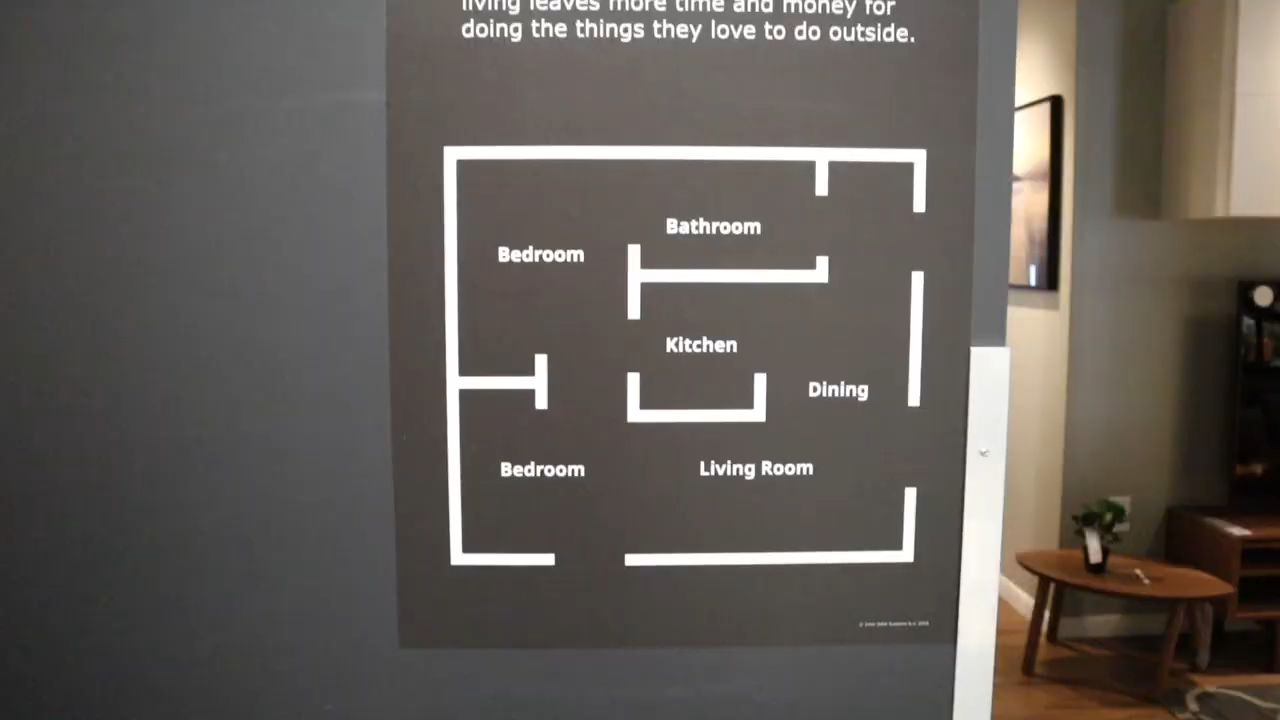 living leaves more time and money for
doing the things they love to do outside.
Bathroom
Bedroom
Kitchen
Dining
Bedroom
Living Room